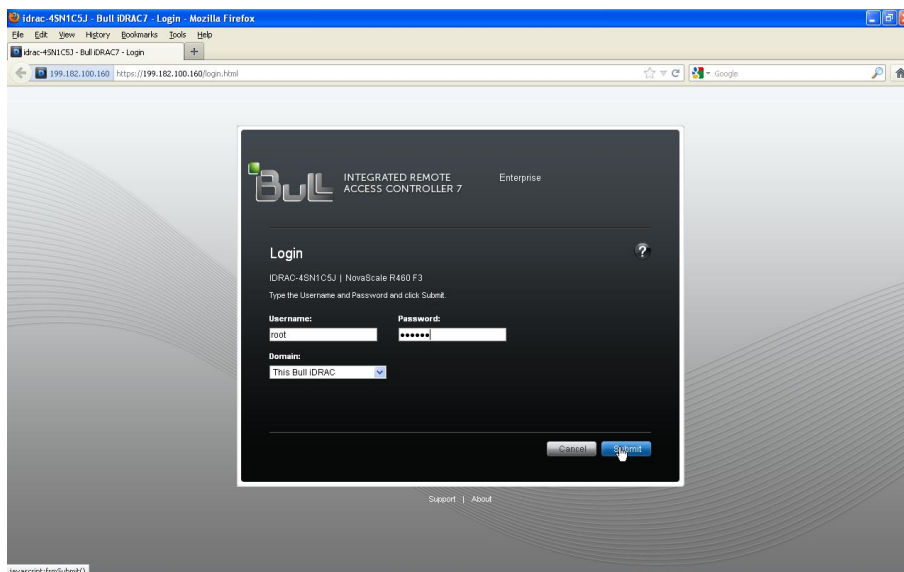 idrac-4SN1C5J - Bull iDRAC7 - Login - Mozilla Firefox
File Edit View History Bookmarks Tools Help
idrac-4SN1C5J - Bull iDRAC7 - Login +
199.182.100.160 https://199.182.100.160/login.html Google
Bull INTEGRATED REMOTE Enterprise
ACCESS CONTROLLER 7
Login ?
IDRAC-4SN1C5J | NovaScale R460 F3
Type the Username and Password and click Submit.
Username: Password:
root ••••••
Domain:
This Bull iDRAC
Cancel Submit
Support | About
javascript:frmSubmit()